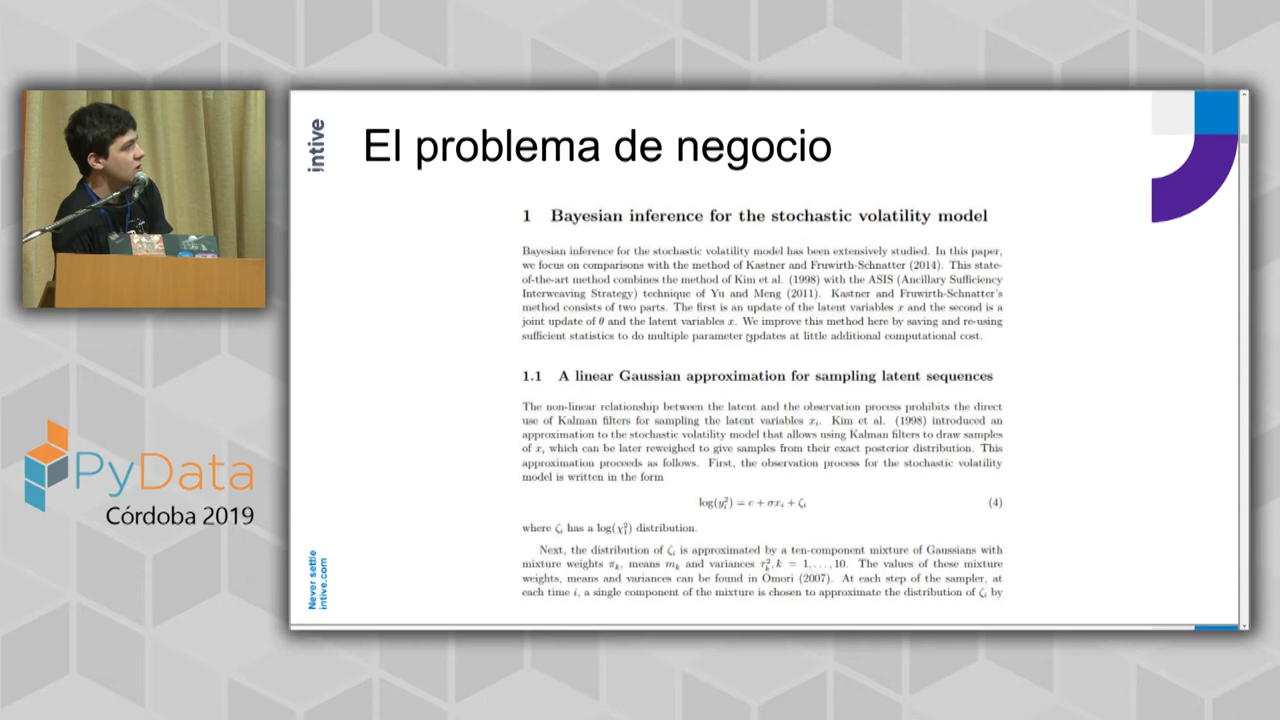 intive
El problema de negocio
1 Bayesian inference for the stochastic volatility model
Bayesian inference for the stochastic volatility model has been extensively studied. In this paper,
we focus on comparisons with the method of Kastner and Fruwirth-Schnatter (2014). This state-
of-the-art method combines the method of Kim et al. (1998) with the ASIS (Ancillary Sufficiency
Interweaving Strategy) technique of Yu and Meng (2011). Kastner and Fruwirth-Schnatter's
method consists of two parts. The first is an update of the latent variables x and the second is a
joint update of θ and the latent variables x. We improve this method here by saving and re-using
sufficient statistics to do multiple parameter updates at little additional computational cost.
1.1 A linear Gaussian approximation for sampling latent sequences
The non-linear relationship between the latent and the observation process prohibits the direct
use of Kalman filters for sampling the latent variables xᵢ. Kim et al. (1998) introduced an
approximation to the stochastic volatility model that allows using Kalman filters to draw samples
of xᵢ which can be later reweighed to give samples from their exact posterior distribution. This
approximation proceeds as follows. First, the observation process for the stochastic volatility
model is written in the form
log(yᵢ²) = c + σxᵢ + ζᵢ (4)
where ζᵢ has a log(χ₁²) distribution.
Next, the distribution of ζᵢ is approximated by a ten-component mixture of Gaussians with
mixture weights πₖ, means mₖ and variances τₖ², k = 1, . . . , 10. The values of these mixture
weights, means and variances can be found in Omori (2007). At each step of the sampler, at
each time i, a single component of the mixture is chosen to approximate the distribution of ζᵢ by
Never settle
intive.com
PyData
Córdoba 2019